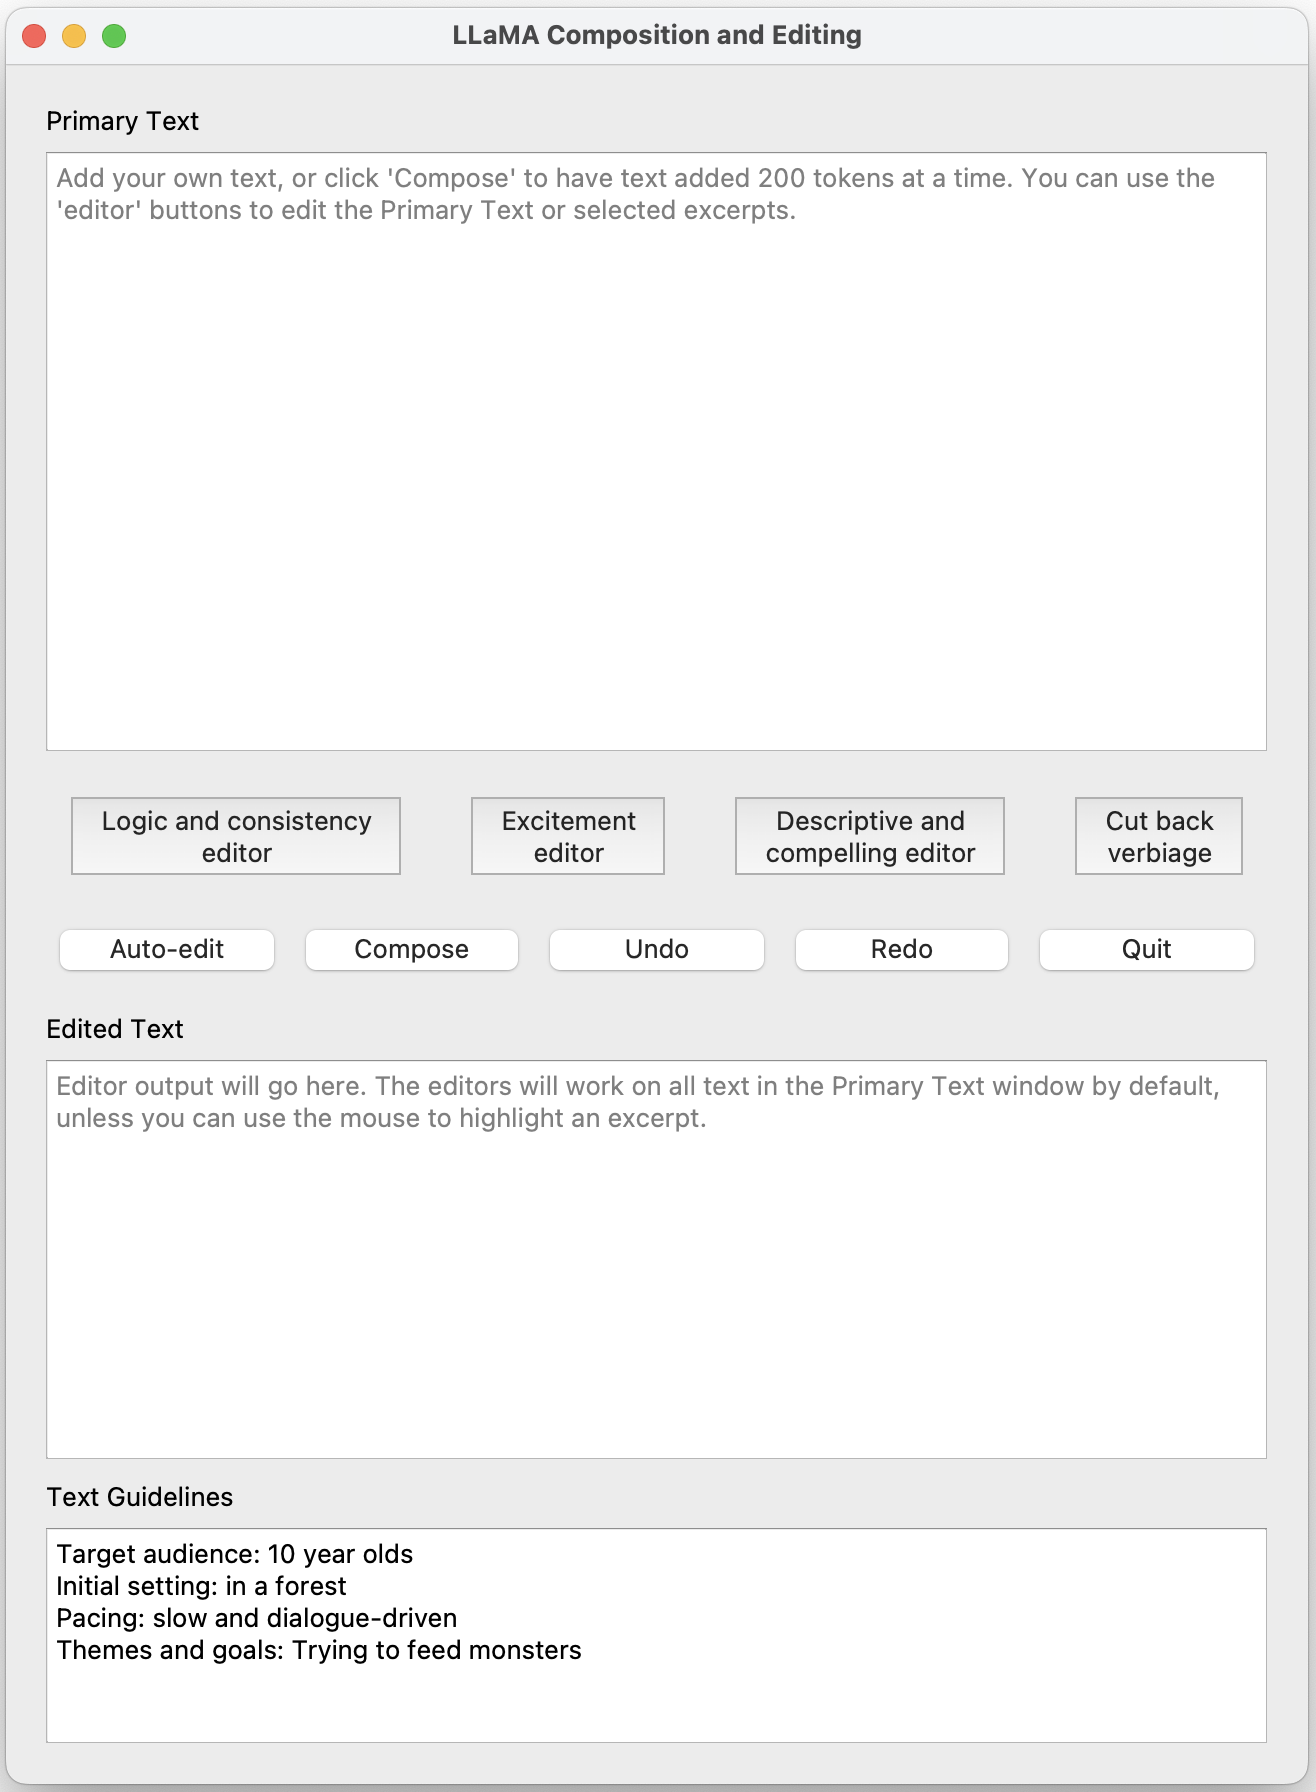 LLaMA Composition and Editing
Primary Text
Add your own text, or click 'Compose' to have text added 200 tokens at a time. You can use the
'editor' buttons to edit the Primary Text or selected excerpts.
Logic and consistency
editor
Excitement
editor
Descriptive and
compelling editor
Cut back
verbiage
Auto-edit
Compose
Undo
Redo
Quit
Edited Text
Editor output will go here. The editors will work on all text in the Primary Text window by default,
unless you can use the mouse to highlight an excerpt.
Text Guidelines
Target audience: 10 year olds
Initial setting: in a forest
Pacing: slow and dialogue-driven
Themes and goals: Trying to feed monsters